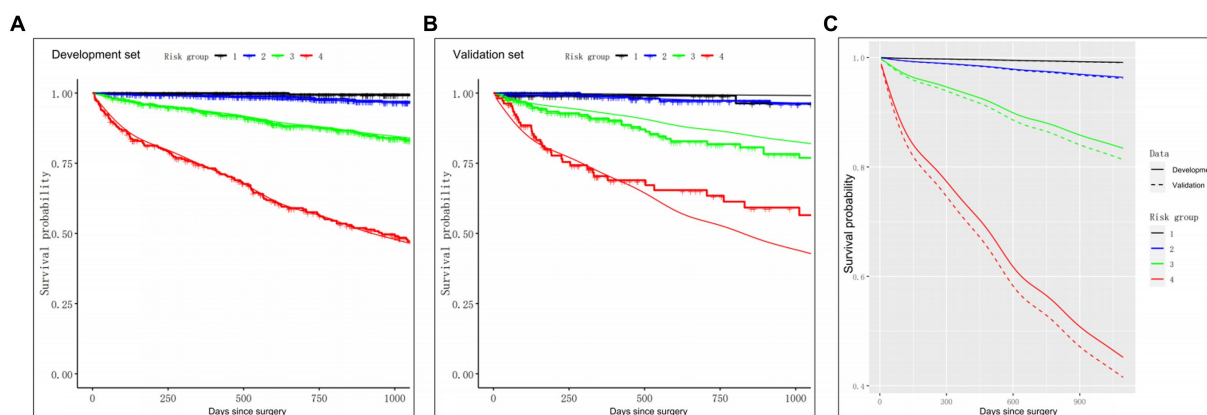 A
Development set
Risk group 1 2 3 4
Survival probability
1.00
0.75
0.50
0.25
0.00
0 250 500 750 1000
Days since surgery
B
Validation set
Risk group 1 2 3 4
Survival probability
1.00
0.75
0.50
0.25
0.00
0 250 500 750 1000
Days since surgery
C
Survival probability
1.0
0.8
0.6
0.4
0 300 600 900
Days since surgery
Data
Developme
Validation
Risk group
1
2
3
4